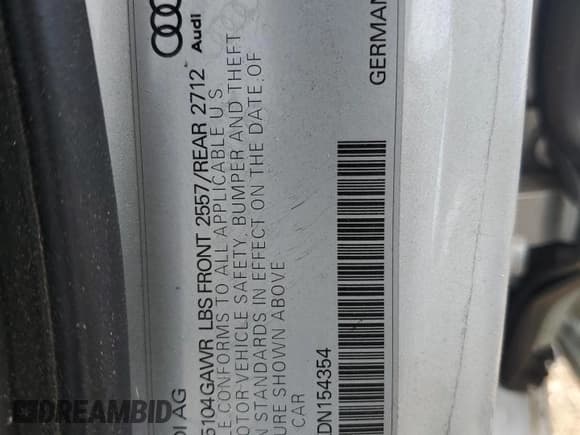 Audi
DI AG
5104GAWR LBS FRONT 2557/REAR 2712
LE CONFORMS TO ALL APPLICABLE U S
OTOR-VEHICLE SAFETY, BUMPER AND THEFT
N STANDARDS IN EFFECT ON THE DATE OF
URE SHOWN ABOVE
CAR
DN154354
GERMAN
DREAMBID